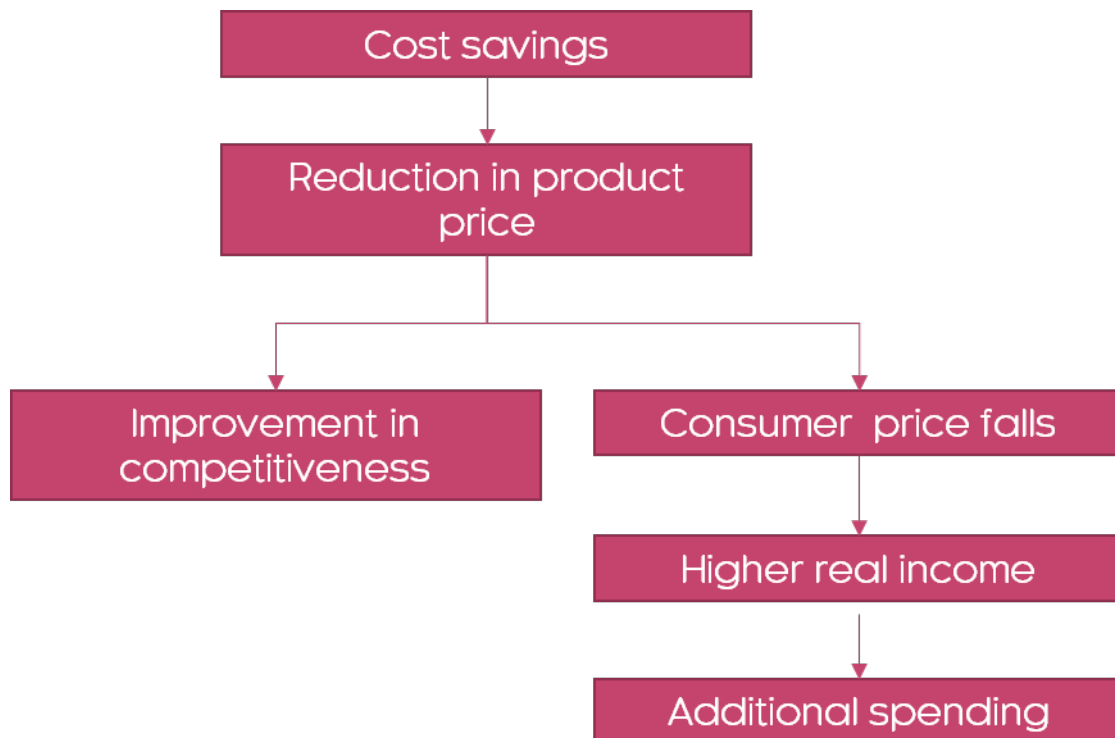 Cost savings
Reduction in product
price
Improvement in
competitiveness
Consumer  price falls
Higher real income
Additional spending